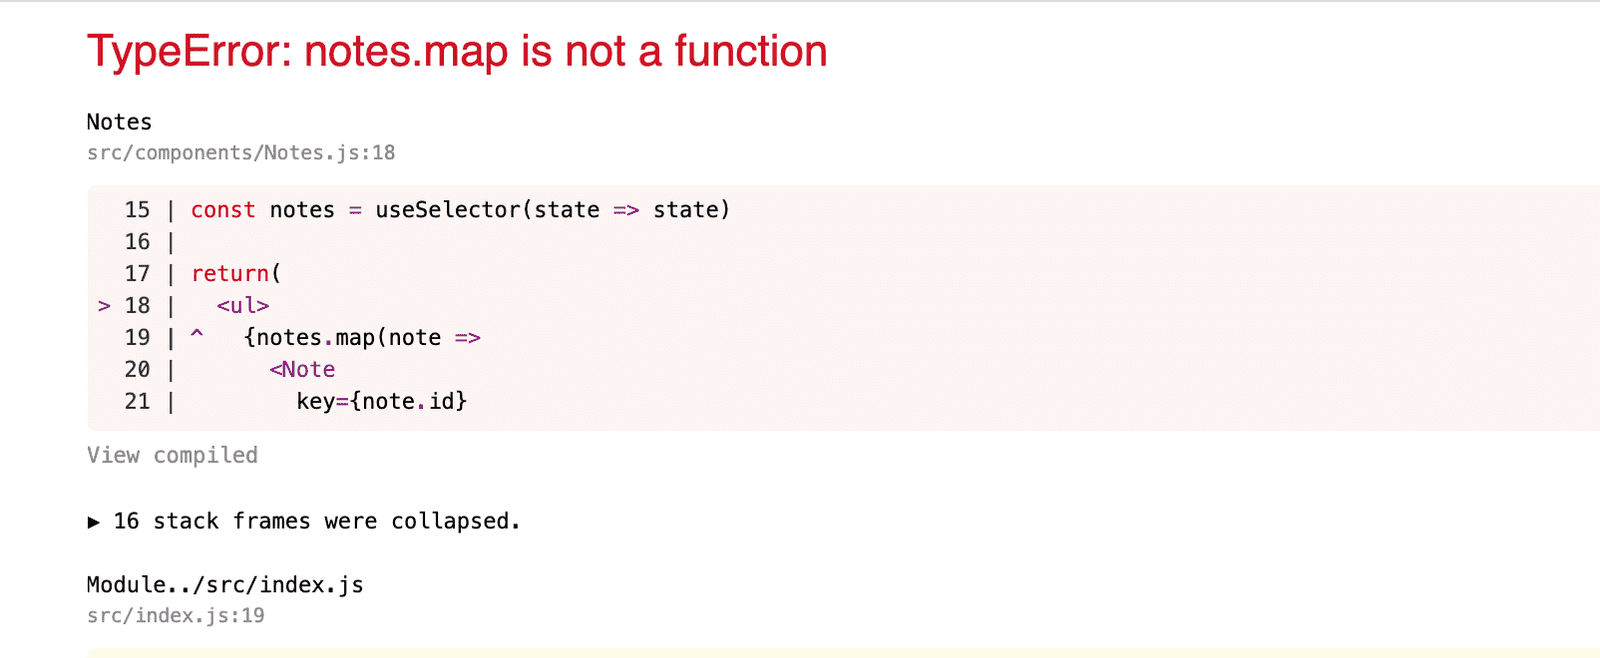 TypeError: notes.map is not a function
Notes
src/components/Notes.js:18
15 | const notes = useSelector(state => state)
16 |
17 | return(
> 18 |   <ul>
19 | ^   {notes.map(note =>
20 |       <Note
21 |         key={note.id}
View compiled
▶ 16 stack frames were collapsed.
Module../src/index.js
src/index.js:19